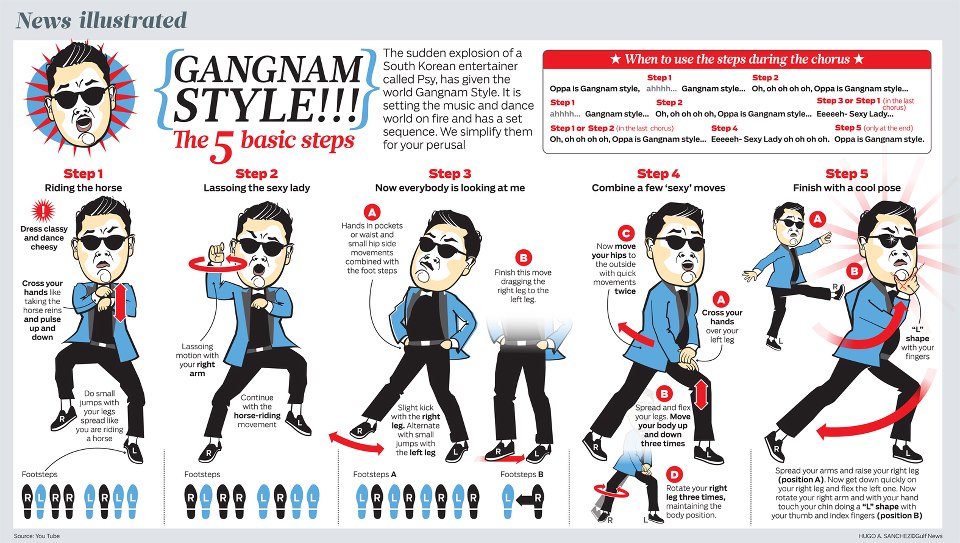 News illustrated
GANGNAM
STYLE!!!
The 5 basic steps
The sudden explosion of a
South Korean entertainer
called Psy, has given the
world Gangnam Style. It is
setting the music and dance
world on fire and has a set
sequence. We simplify them
for your perusal
★ When to use the steps during the chorus ★
Step 1 Step 2
Oppa is Gangnam style, ahhhh... Gangnam style... Oh, oh, oh, oh, Oppa is Gangnam style...
Step 1 Step 2 Step 3 or Step 1 (in the last chorus)
ahhhh... Gangnam style... Oh, oh, oh, oh, Oppa is Gangnam style... Eeeeeh- Sexy Lady...
Step 1 or Step 2 (in the last chorus) Step 4 Step 5 (only at the end)
Oh, oh, oh, oh, oh, Oppa is Gangnam style... Eeeeeh- Sexy Lady oh oh oh oh. Oppa is Gangnam style.
Step 1
Riding the horse
!
Dress classy
and dance
cheesy
Cross your
hands like
taking the
horse reins
and pulse
up and
down
Do small
jumps with
your legs
spread like
you are riding
a horse
R
L
Footsteps
R L R R L R L L
Step 2
Lassoing the sexy lady
Lassoing
motion with
your right
arm
Continue
with the
horse-riding
movement
R
L
Footsteps
R L R R L R L L
Step 3
Now everybody is looking at me
A
Hands in pockets
or waist and
small hip side
movements
combined with
the foot steps
B
Finish this move
dragging the
right leg to the
left leg.
Slight kick
with the right
leg. Alternate
with small
jumps with
the left leg
R
L
R
L
Footsteps A
L R L R L R L R
Footsteps B
L R
Step 4
Combine a few ‘sexy’ moves
C
Now move
your hips to
the outside
with quick
movements
twice
A
Cross your
hands
over your
left leg
B
Spread and flex
your legs. Move
your body up
and down
three times
R
L
D
Rotate your right
leg three times,
maintaining the
body position.
R
L
Step 5
Finish with a cool pose
A
R
L
B
“L”
shape
with your
fingers
R
L
Spread your arms and raise your right leg
(position A). Now get down quickly on
your right leg and flex the left one. Now
rotate your right arm and with your hand
touch your chin doing a “L” shape with
your thumb and index fingers (position B)
Source: You Tube
HUGO A. SANCHEZ/©Gulf News